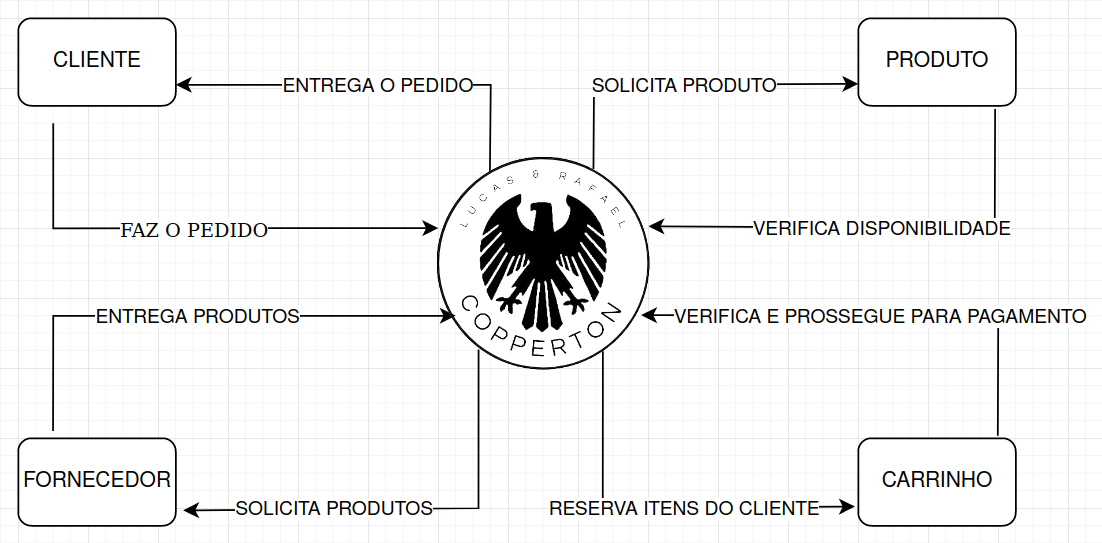 CLIENTE
PRODUTO
ENTREGA O PEDIDO
SOLICITA PRODUTO
LUCAS & RAFAEL
FAZ O PEDIDO
VERIFICA DISPONIBILIDADE
COPPERTON
ENTREGA PRODUTOS
VERIFICA E PROSSEGUE PARA PAGAMENTO
FORNECEDOR
CARRINHO
SOLICITA PRODUTOS
RESERVA ITENS DO CLIENTE